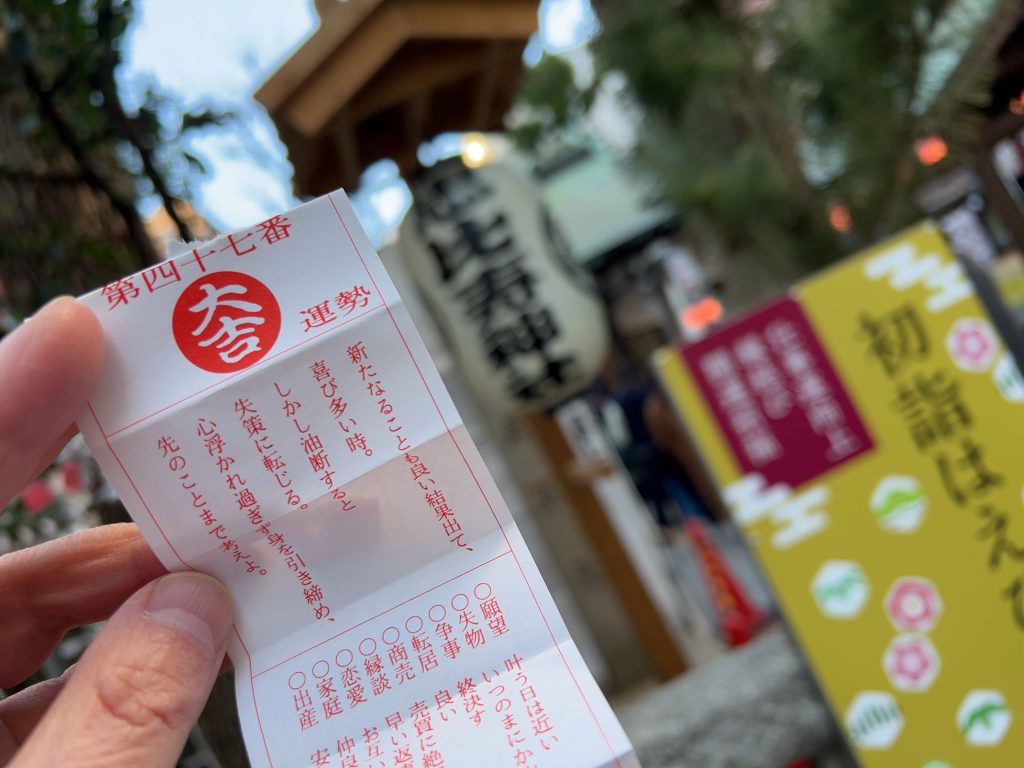 第四十七番
大吉
運勢
新たなることも良い結果出て、
喜び多い時。
しかし油断すると
失策に転じる。
心浮かれ過ぎず身を引き締め、
先のことまで考えよ。
○願望 叶う日は近い
○失物 いつのまにか
○争事 終決す
○転居 良い
○商売 売買に絶
○縁談 早い返事
○恋愛 お互い
○家庭 仲良
○出産 安
恵比寿神社
初詣はえび